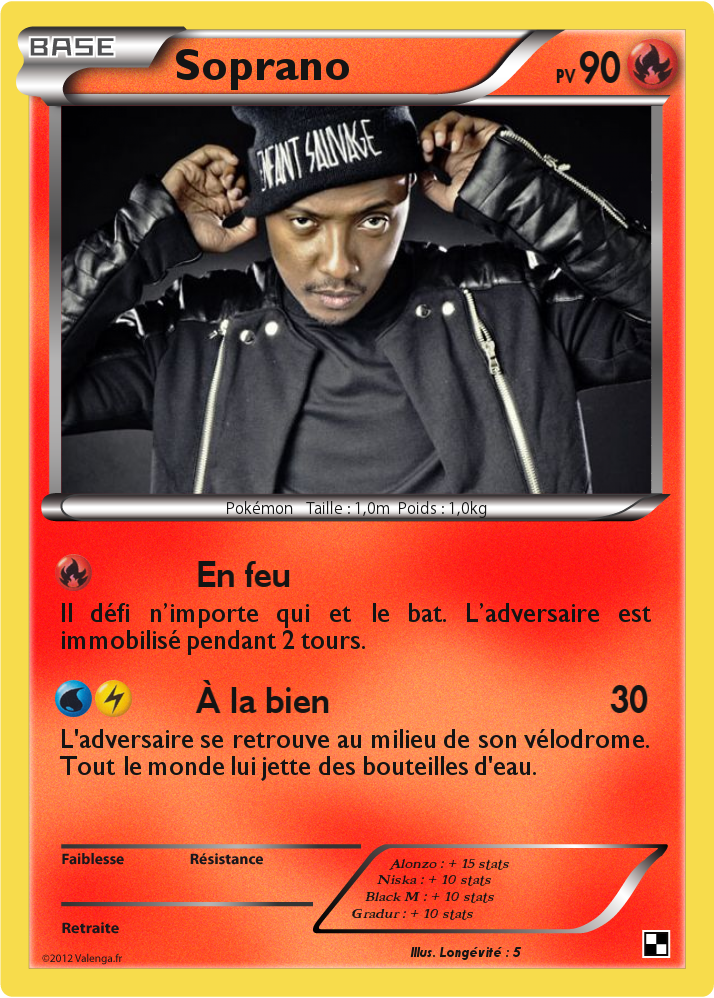 BASE
Soprano
PV 90
ENFANT SAUVAGE
Pokémon Taille : 1,0m Poids : 1,0kg
En feu
Il défi n'importe qui et le bat. L'adversaire est
immobilisé pendant 2 tours.
À la bien 30
L'adversaire se retrouve au milieu de son vélodrome.
Tout le monde lui jette des bouteilles d'eau.
Faiblesse Résistance
Alonzo : + 15 stats
Niska : + 10 stats
Black M : + 10 stats
Gradur : + 10 stats
Retraite
Illus. Longévité : 5
©2012 Valenga.fr